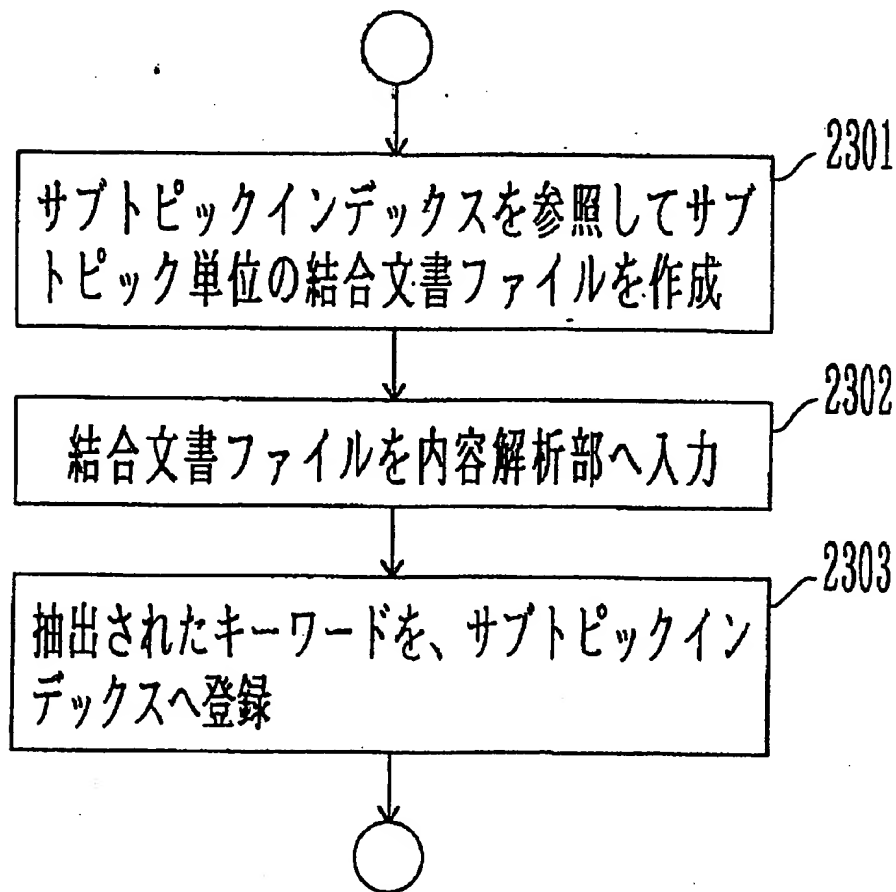 2301
サブトピックインデックスを参照してサブ
トピック単位の結合文書ファイルを作成
2302
結合文書ファイルを内容解析部へ入力
2303
抽出されたキーワードを、サブトピックイン
デックスへ登録